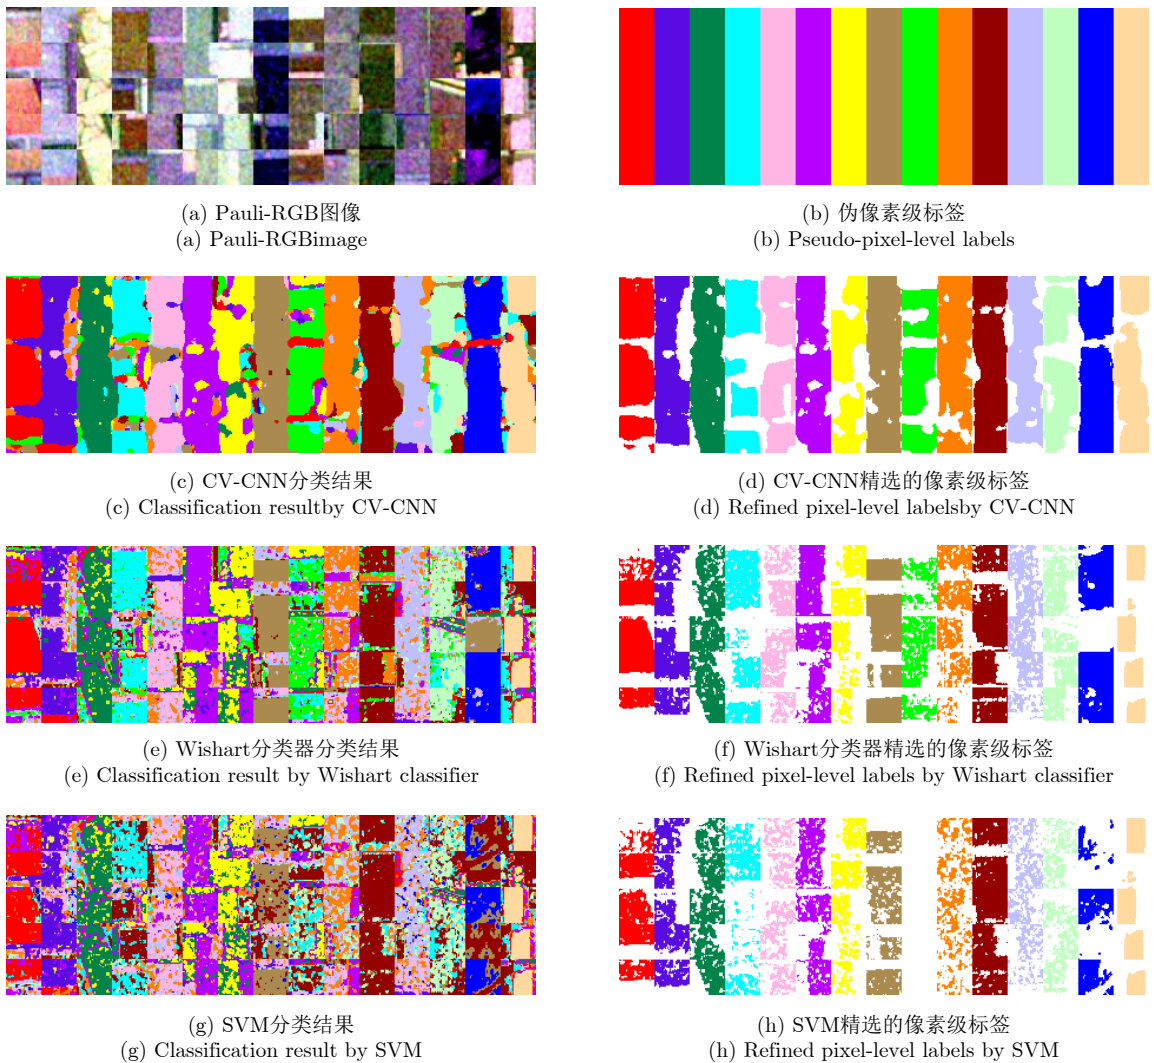 (a) Pauli-RGB图像
(a) Pauli-RGBimage
(b) 伪像素级标签
(b) Pseudo-pixel-level labels
(c) CV-CNN分类结果
(c) Classification resultby CV-CNN
(d) CV-CNN精选的像素级标签
(d) Refined pixel-level labelsby CV-CNN
(e) Wishart分类器分类结果
(e) Classification result by Wishart classifier
(f) Wishart分类器精选的像素级标签
(f) Refined pixel-level labels by Wishart classifier
(g) SVM分类结果
(g) Classification result by SVM
(h) SVM精选的像素级标签
(h) Refined pixel-level labels by SVM